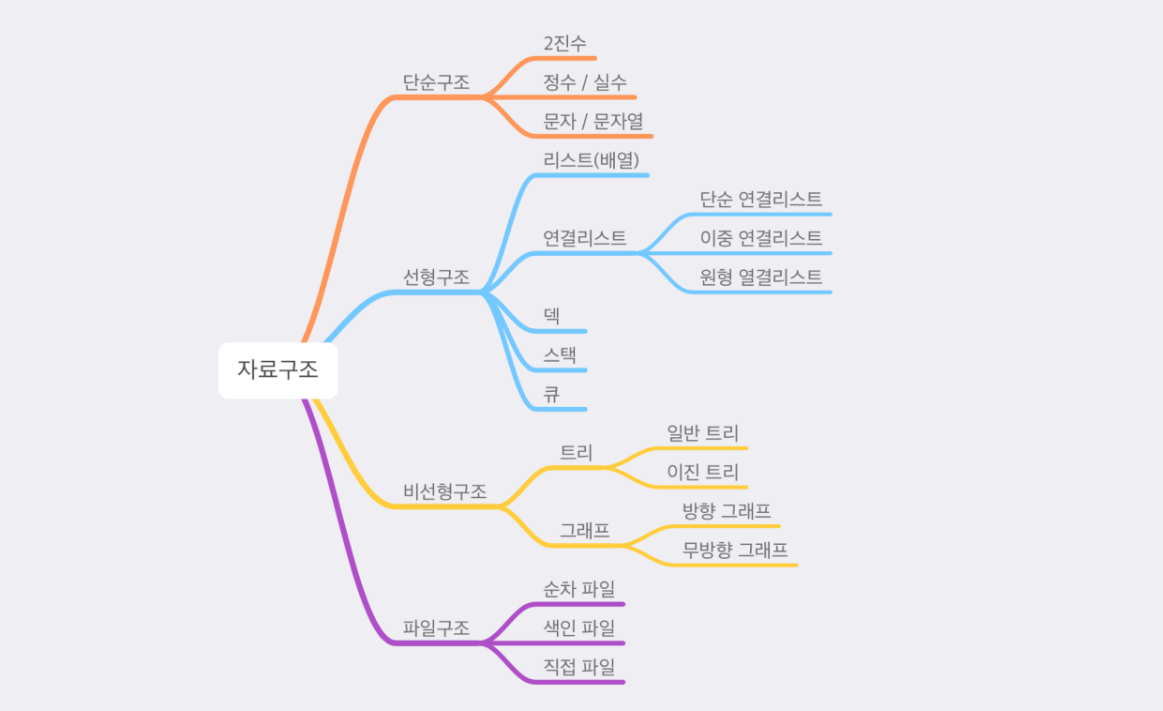 자료구조
단순구조
2진수
정수 / 실수
문자 / 문자열
선형구조
리스트(배열)
연결리스트
단순 연결리스트
이중 연결리스트
원형 열결리스트
덱
스택
큐
비선형구조
트리
일반 트리
이진 트리
그래프
방향 그래프
무방향 그래프
파일구조
순차 파일
색인 파일
직접 파일